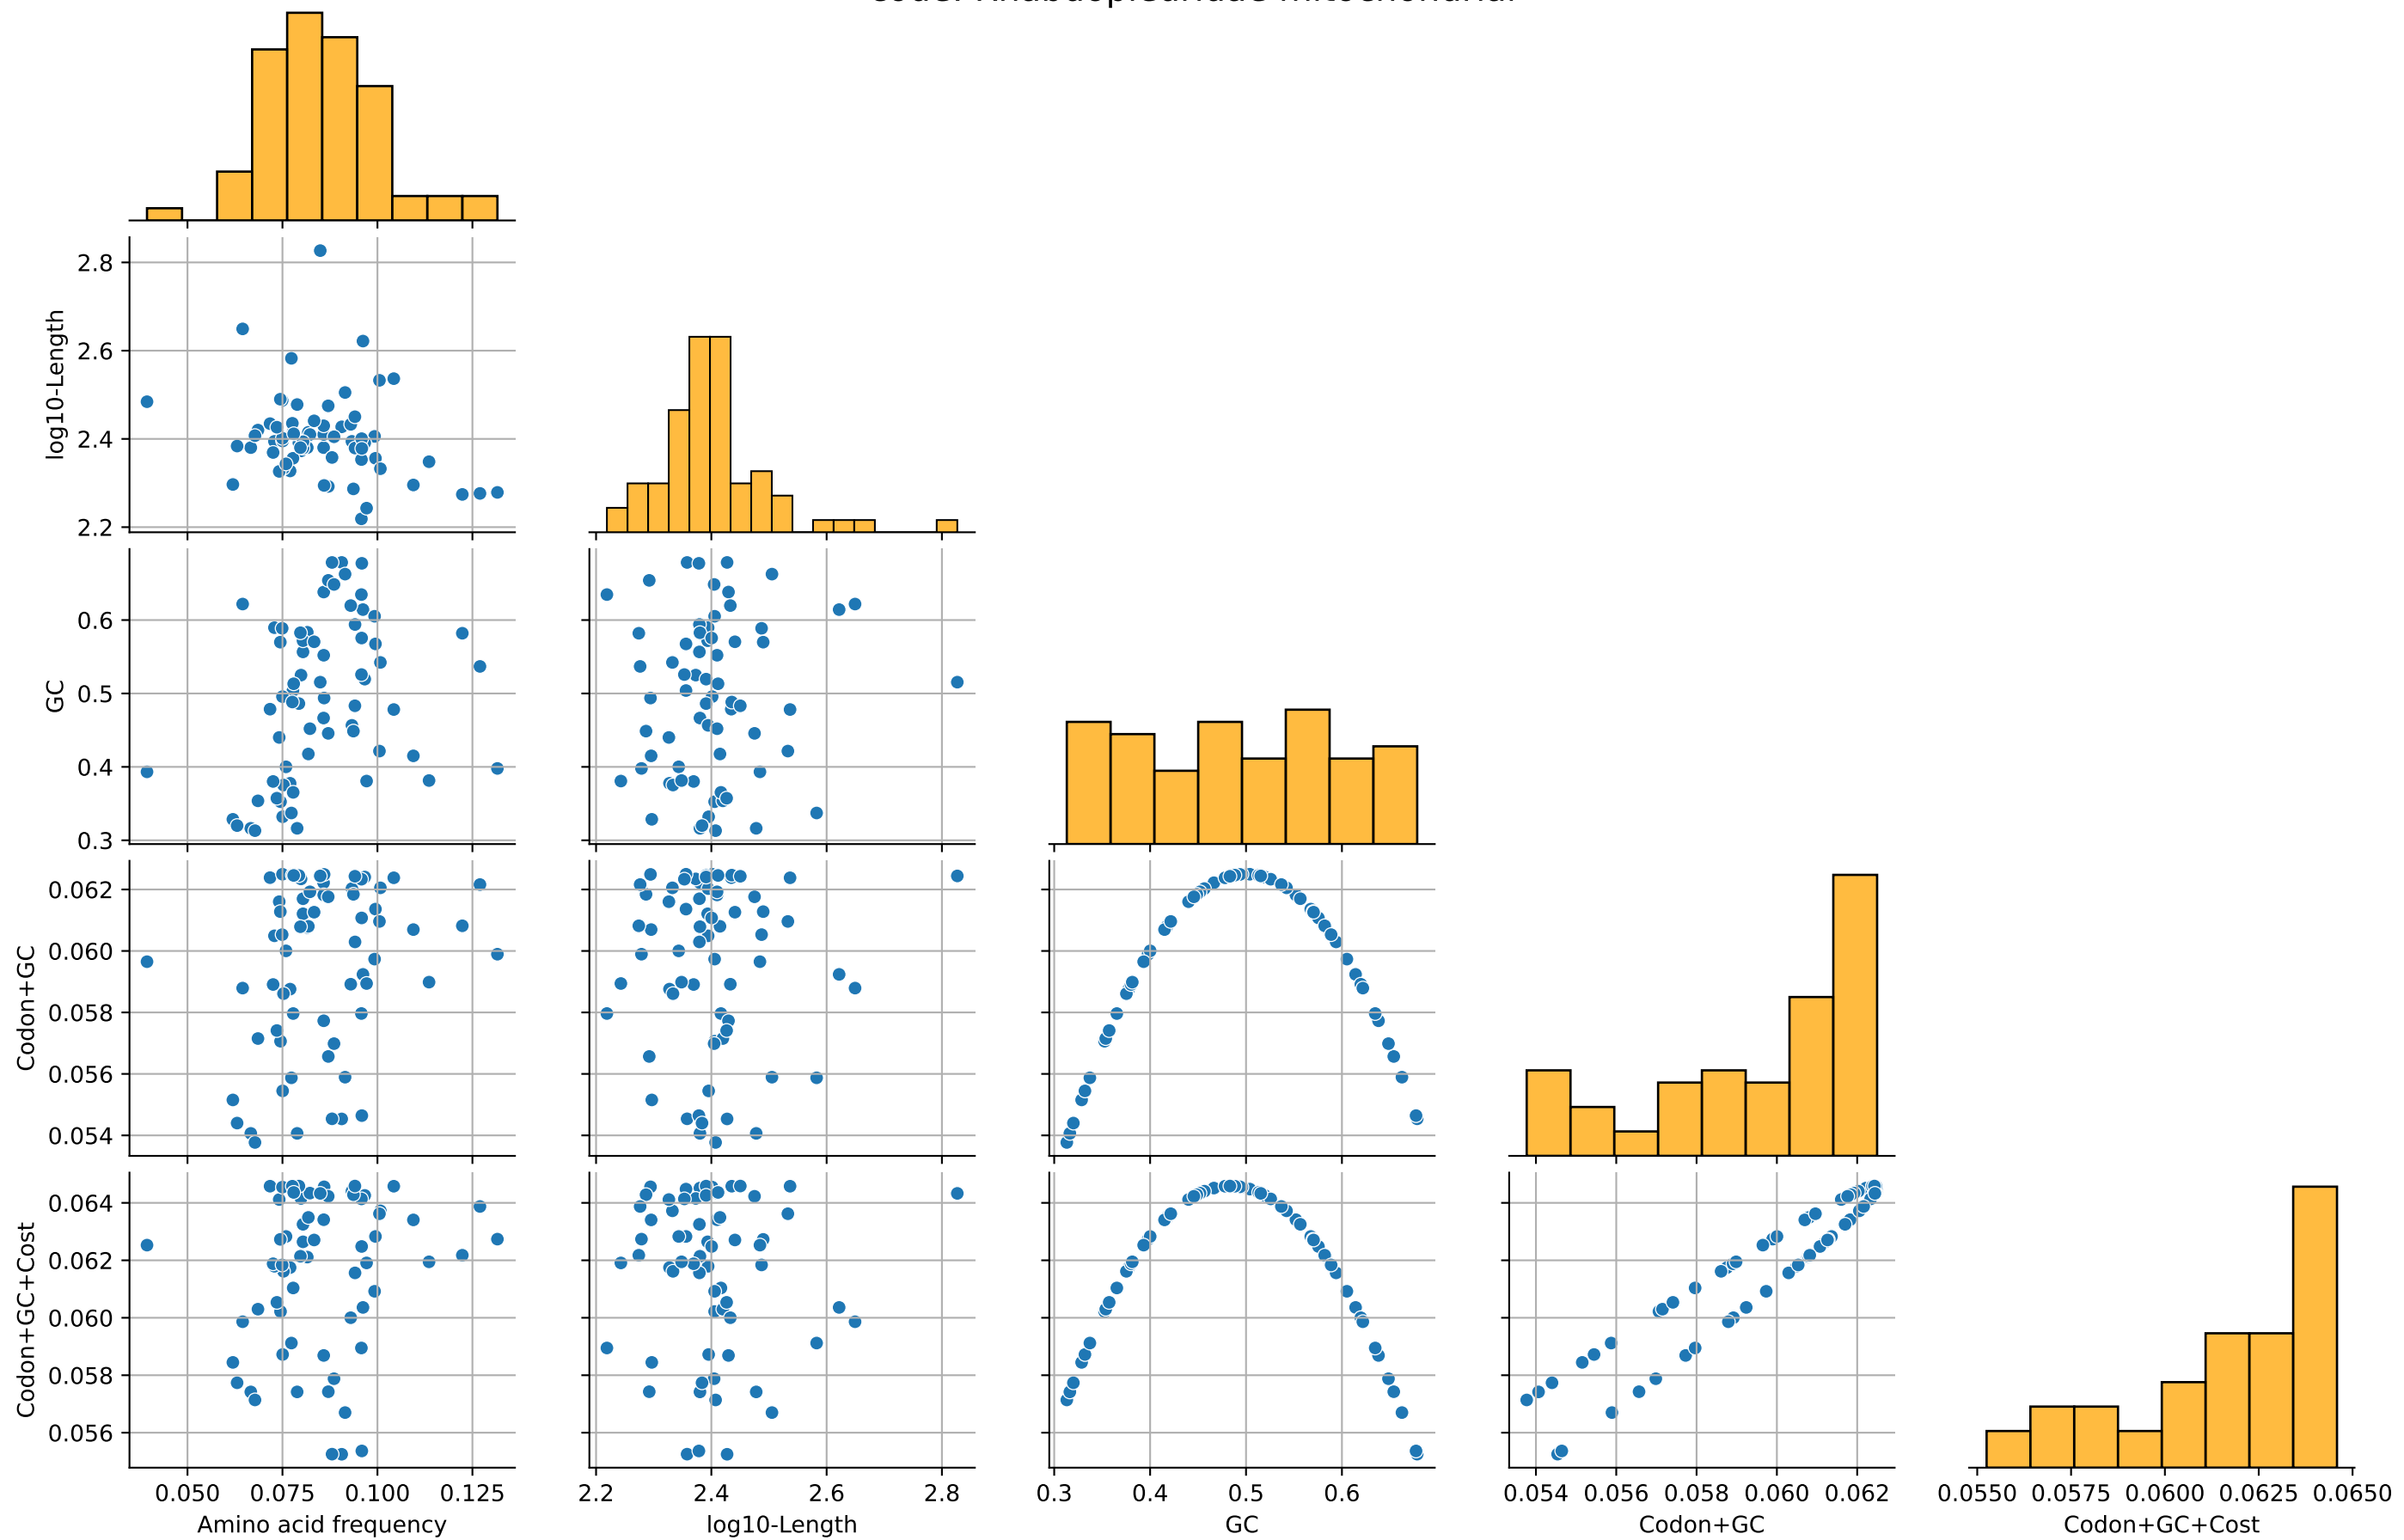 code: Rhabdopleuridae Mitochondrial
2.8
2.6
2.4
2.2
log10-Length
0.6
0.5
0.4
0.3
GC
0.062
0.060
0.058
0.056
0.054
Codon+GC
0.064
0.062
0.060
0.058
0.056
Codon+GC+Cost
0.050 0.075 0.100 0.125
2.2 2.4 2.6 2.8
0.3 0.4 0.5 0.6
0.054 0.056 0.058 0.060 0.062
0.0550 0.0575 0.0600 0.0625 0.0650
Amino acid frequency
log10-Length
GC
Codon+GC
Codon+GC+Cost